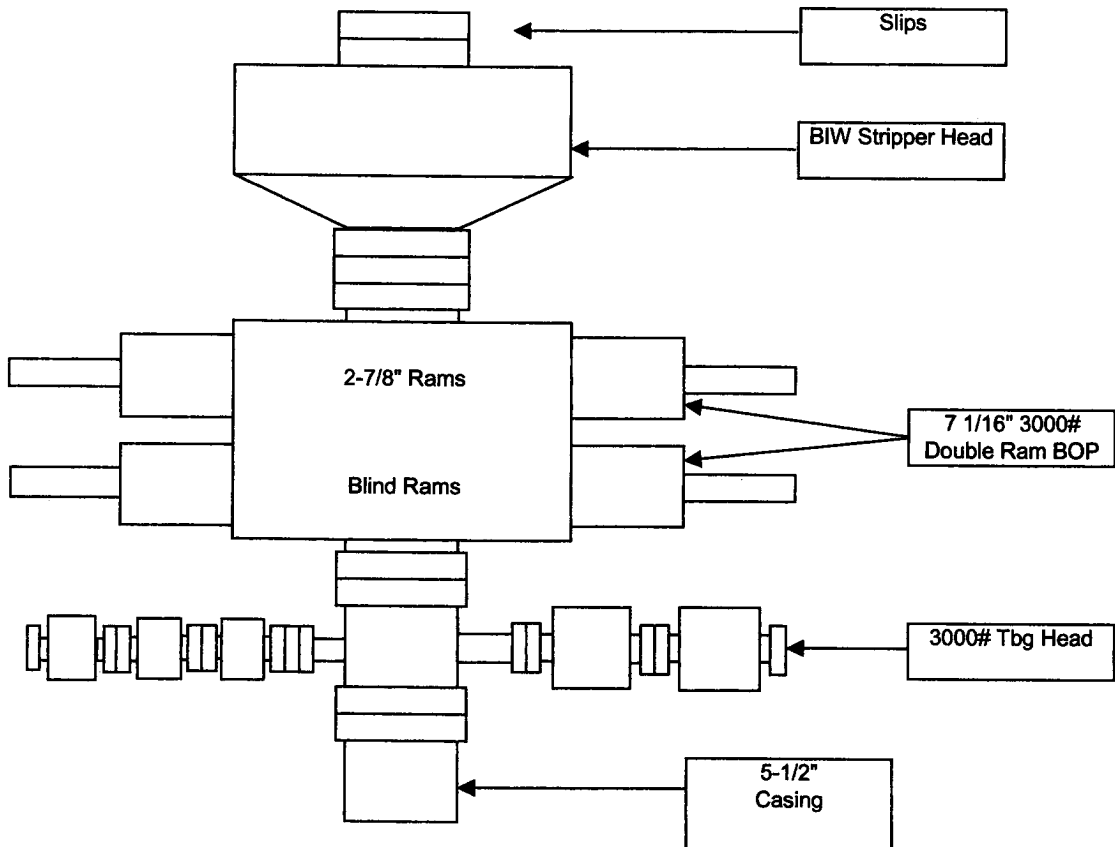 Slips
BIW Stripper Head
2-7/8" Rams
7 1/16" 3000#
Double Ram BOP
Blind Rams
3000# Tbg Head
5-1/2"
Casing